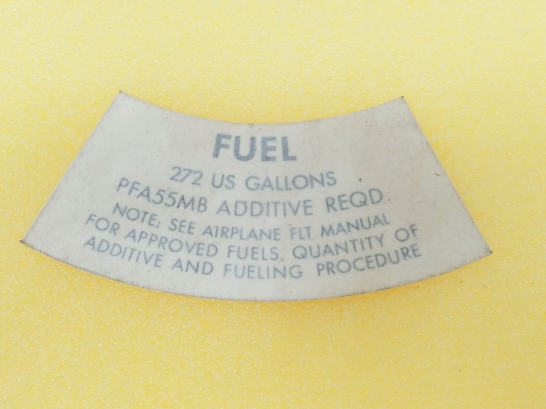 FUEL
272 US GALLONS
PFA55MB ADDITIVE REQD.
NOTE: SEE AIRPLANE FLT MANUAL
FOR APPROVED FUELS, QUANTITY OF
ADDITIVE AND FUELING PROCEDURE